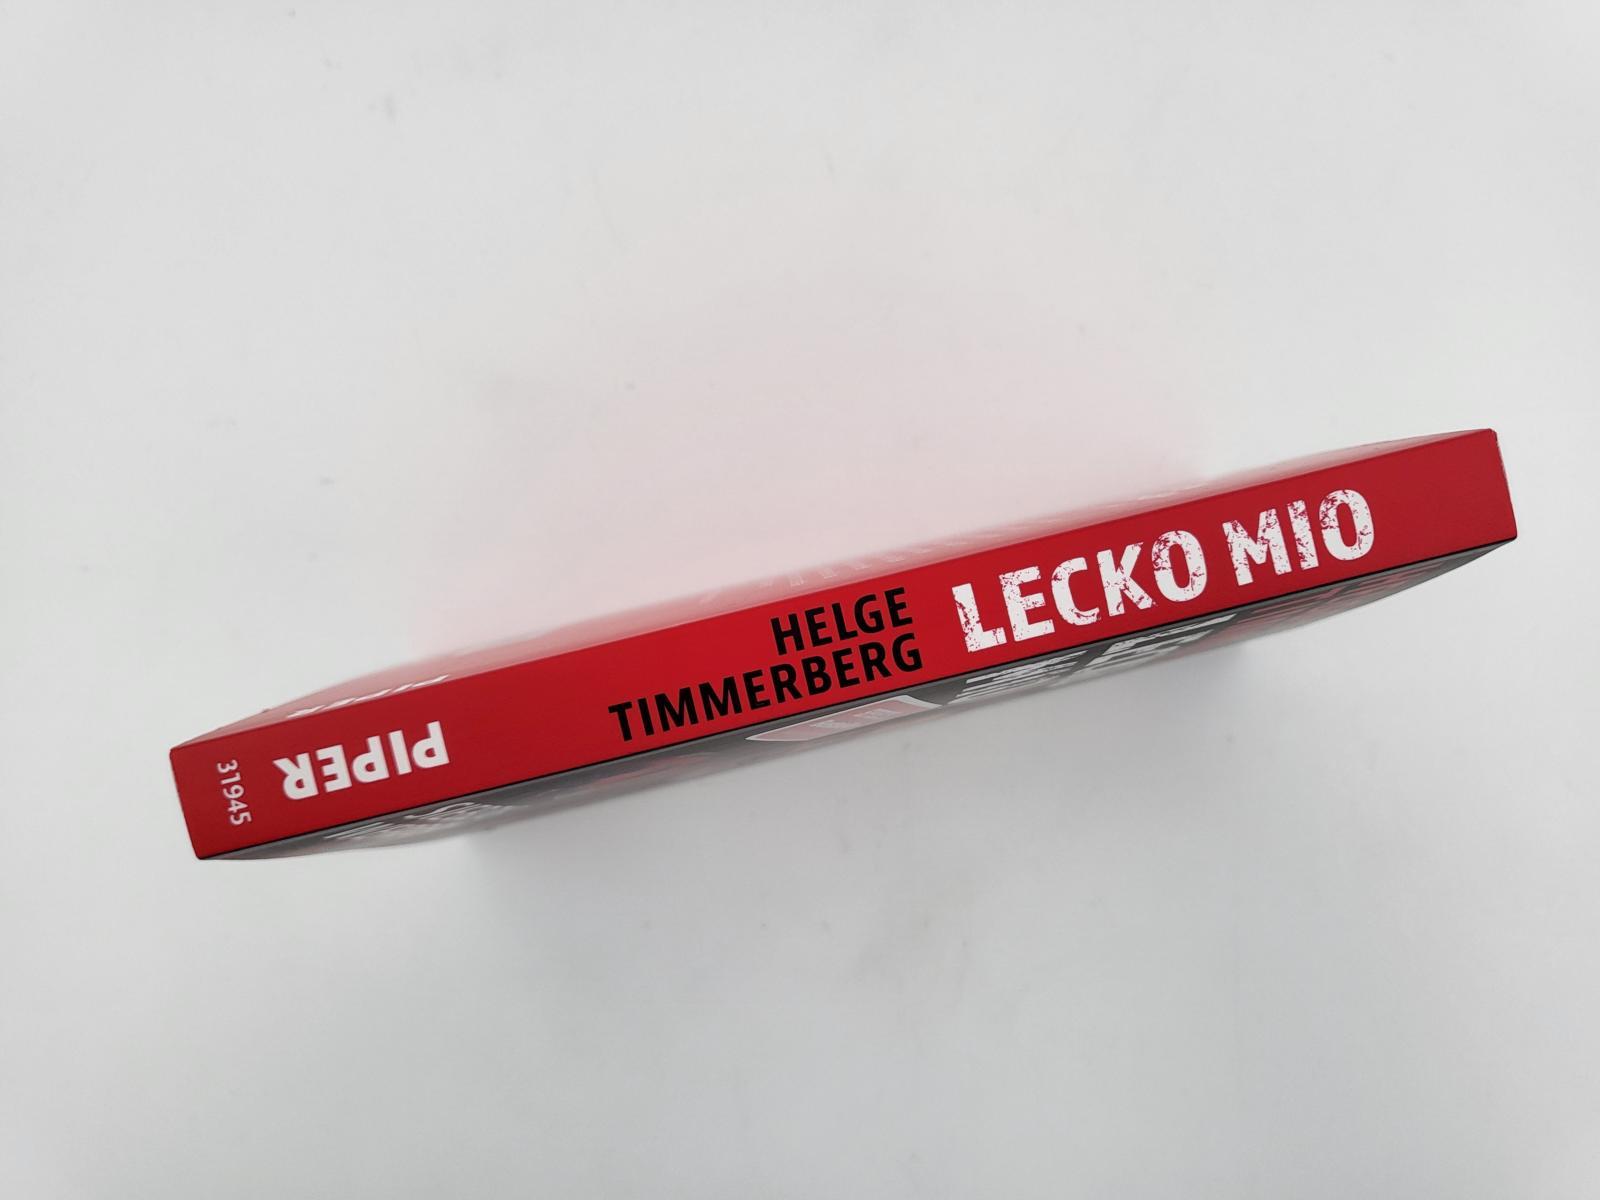 LECKO MIO
HELGE
TIMMERBERG
PIPER
31945